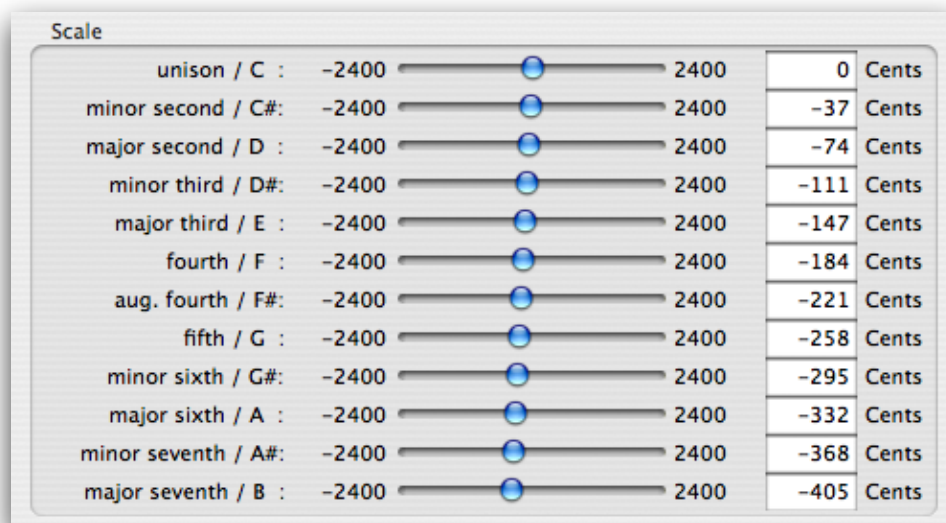 Scale
unison / C : -2400 2400 0 Cents
minor second / C#: -2400 2400 -37 Cents
major second / D : -2400 2400 -74 Cents
minor third / D#: -2400 2400 -111 Cents
major third / E : -2400 2400 -147 Cents
fourth / F : -2400 2400 -184 Cents
aug. fourth / F#: -2400 2400 -221 Cents
fifth / G : -2400 2400 -258 Cents
minor sixth / G#: -2400 2400 -295 Cents
major sixth / A : -2400 2400 -332 Cents
minor seventh / A#: -2400 2400 -368 Cents
major seventh / B : -2400 2400 -405 Cents